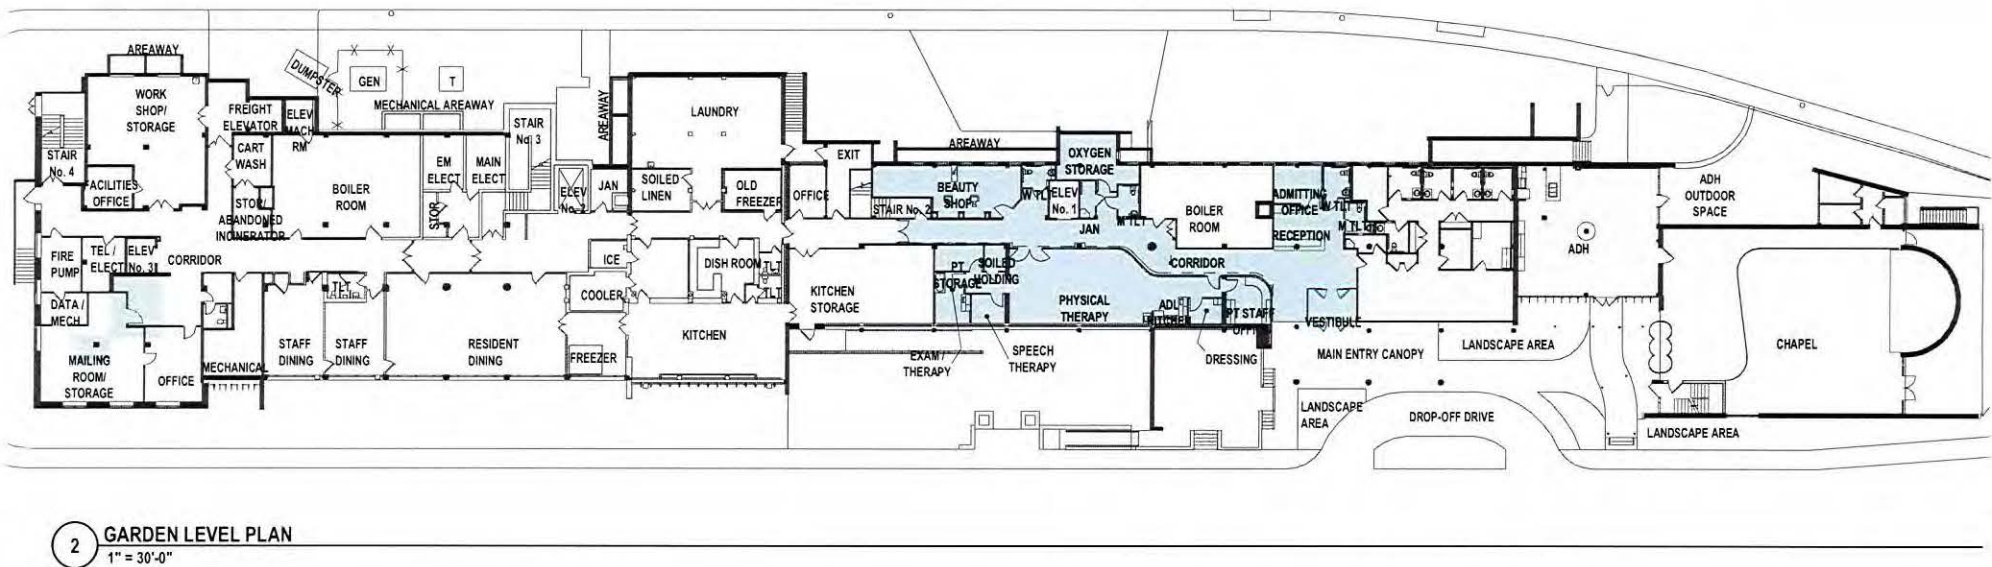 AREAWAY
DUMPSTER
GEN
T
MECHANICAL AREAWAY
WORK
SHOP/
STORAGE
FREIGHT
ELEVATOR
ELEV
MACH
RM
STAIR
No. 3
AREAWAY
LAUNDRY
STAIR
No. 4
CART
WASH
FACILITIES
OFFICE
STOR/
ABANDONED
INCINERATOR
BOILER
ROOM
EM
ELECT
MAIN
ELECT
STOR
ELEV
No. 2
JAN
SOILED
LINEN
OLD
FREEZER
OFFICE
EXIT
STAIR No. 2
AREAWAY
BEAUTY
SHOP
W TLT
ELEV
No. 1
OXYGEN
STORAGE
JAN
W TLT
BOILER
ROOM
ADMITTING
OFFICE
RECEPTION
W TLT
M TLT
ADH
ADH
OUTDOOR
SPACE
FIRE
PUMP
TEL /
ELECT
ELEV
No. 3
CORRIDOR
DATA /
MECH
TLT
ICE
COOLER
DISH ROOM
TLT
TLT
KITCHEN
STORAGE
PT
STORAGE
SOILED
HOLDING
PHYSICAL
THERAPY
CORRIDOR
ADL
KITCHEN
PT STAFF
OFF
VESTIBULE
MAILING
ROOM/
STORAGE
OFFICE
MECHANICAL
STAFF
DINING
STAFF
DINING
RESIDENT
DINING
FREEZER
KITCHEN
EXAM /
THERAPY
SPEECH
THERAPY
DRESSING
MAIN ENTRY CANOPY
LANDSCAPE AREA
CHAPEL
LANDSCAPE
AREA
DROP-OFF DRIVE
LANDSCAPE AREA
2
GARDEN LEVEL PLAN
1" = 30'-0"